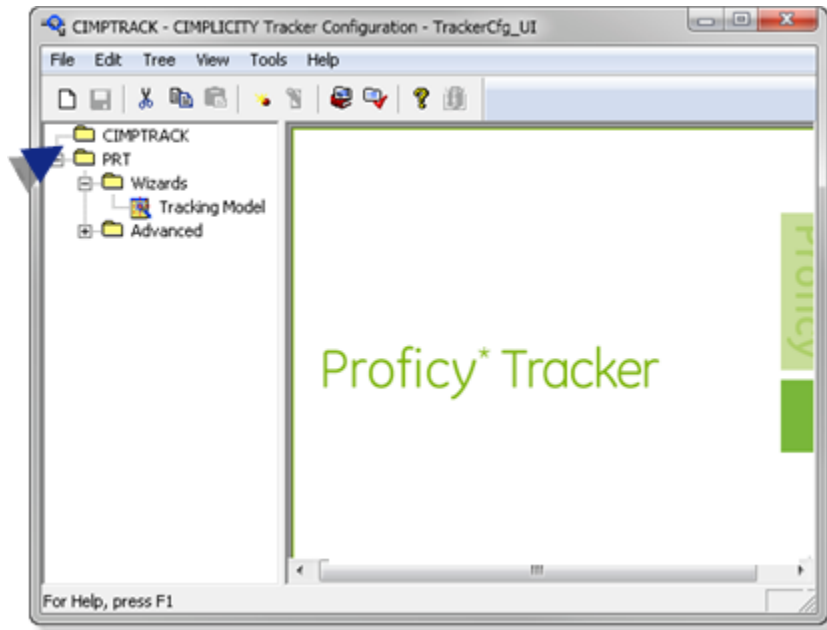 CIMPTRACK - CIMPLICITY Tracker Configuration - TrackerCfg_UI
File Edit Tree View Tools Help
CIMPTRACK
PRT
Wizards
Tracking Model
Advanced
Proficy* Tracker
Proficy
For Help, press F1